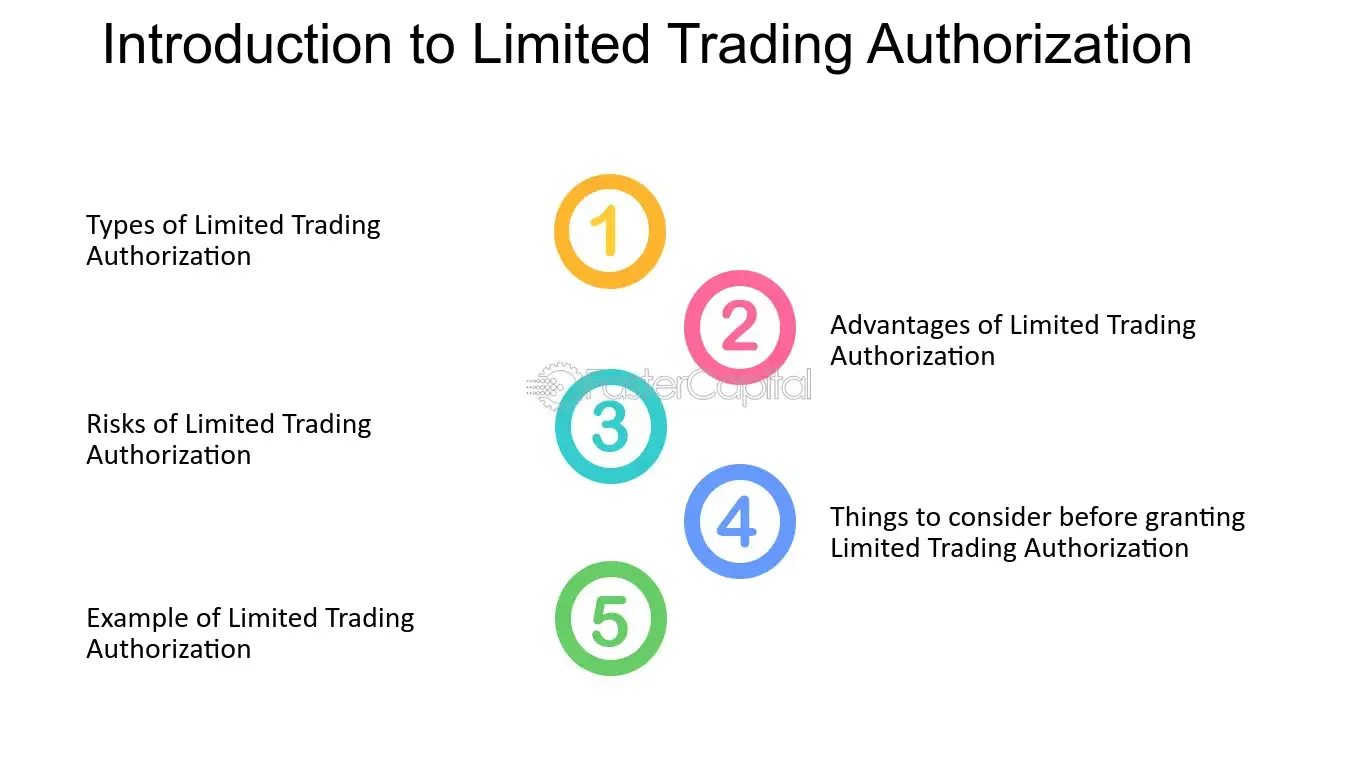 Introduction to Limited Trading Authorization
Types of Limited Trading
Authorization
1
2
Advantages of Limited Trading
Authorization
FasterCapital
Risks of Limited Trading
Authorization
3
4
Things to consider before granting
Limited Trading Authorization
Example of Limited Trading
Authorization
5